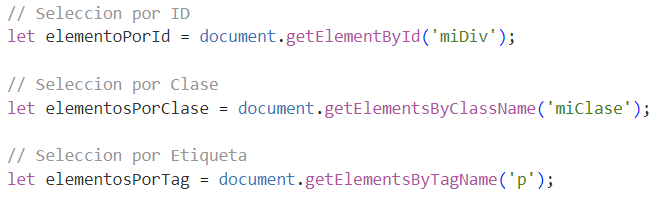 // Seleccion por ID
let elementoPorId = document.getElementById('miDiv');
// Seleccion por Clase
let elementosPorClase = document.getElementsByClassName('miClase');
// Seleccion por Etiqueta
let elementosPorTag = document.getElementsByTagName('p');